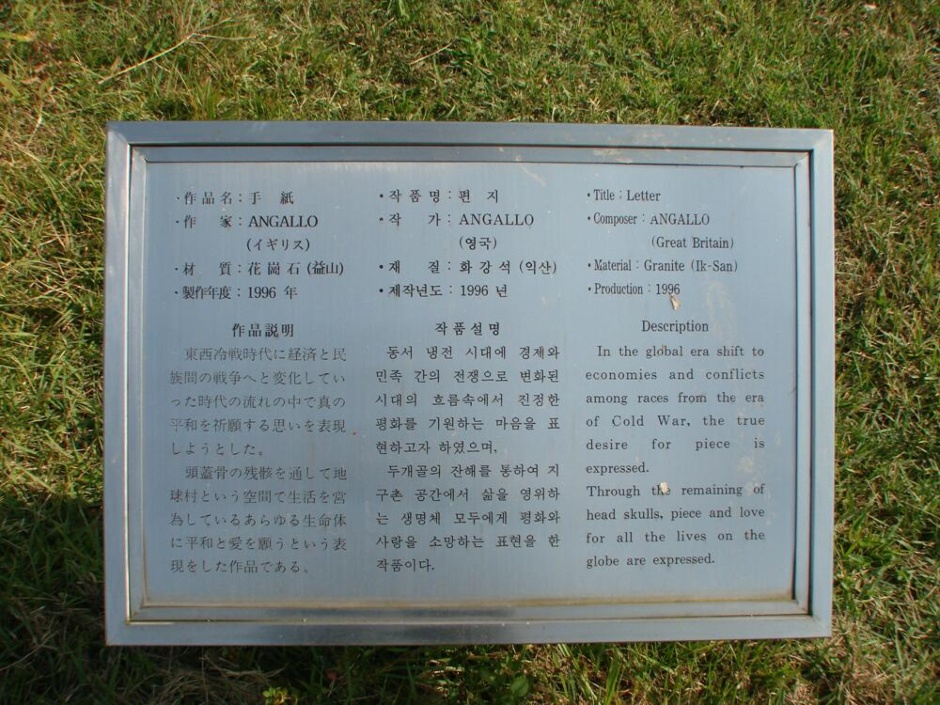 ・作品名：手 紙
・作 家：ANGALLO
(イギリス)
・材 質：花崗石(益山)
・製作年度：1996 年
作品説明
東西冷戦時代に経済と民
族間の戦争へと変化してい
った時代の流れの中で真の
平和を祈願する思いを表現
しようとした。
頭蓋骨の残骸を通して地
球村という空間で生活を営
為しているあらゆる生命体
に平和と愛を願うという表
現をした作品である。
・작품명：편 지
・작 가：ANGALLO
(영국)
・재 질：화강석(익산)
・제작년도：1996년
작품설명
동서 냉전 시대에 경제와
민족 간의 전쟁으로 변화된
시대의 흐름속에서 진정한
평화를 기원하는 마음을 표
현하고자 하였으며,
두개골의 잔해를 통하여 지
구촌 공간에서 삶을 영위하
는 생명체 모두에게 평화와
사랑을 소망하는 표현을 한
작품이다.
・Title：Letter
・Composer：ANGALLO
(Great Britain)
・Material：Granite (Ik-San)
・Production：1996
Description
In the global era shift to
economies and conflicts
among races from the era
of Cold War, the true
desire for piece is
expressed.
Through the remaining of
head skulls, piece and love
for all the lives on the
globe are expressed.